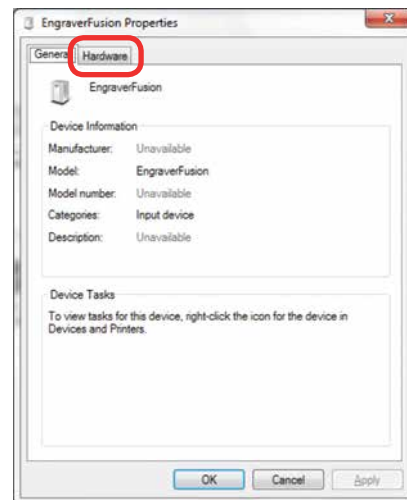 EngraverFusion Properties
General Hardware
EngraverFusion
Device Information
Manufacturer: Unavailable
Model: EngraverFusion
Model number: Unavailable
Categories: Input device
Description: Unavailable
Device Tasks
To view tasks for this device, right-click the icon for the device in
Devices and Printers.
OK Cancel Apply